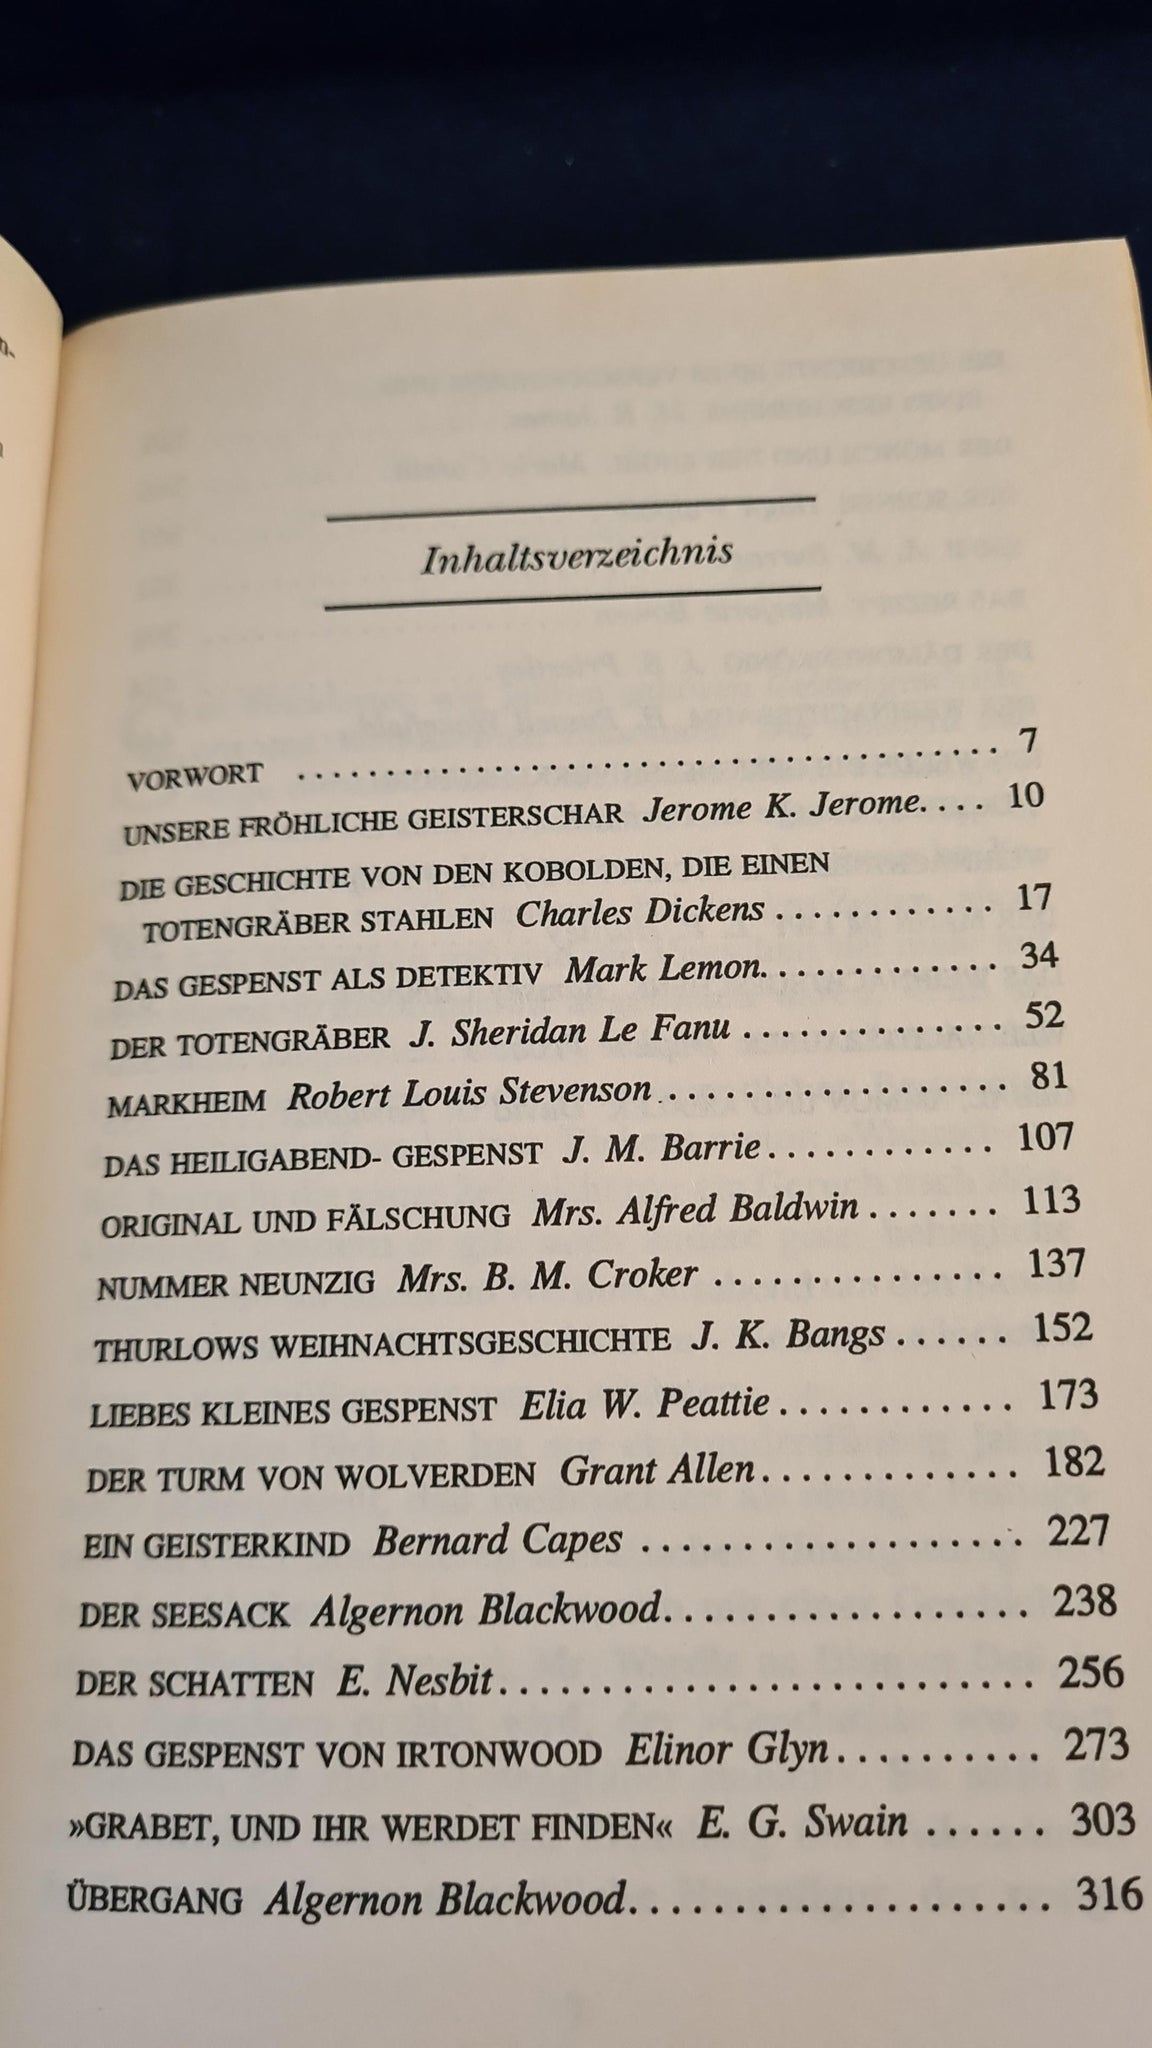 n-
Inhaltsverzeichnis
VORWORT .................................... 7
UNSERE FRÖHLICHE GEISTERSCHAR Jerome K. Jerome.... 10
DIE GESCHICHTE VON DEN KOBOLDEN, DIE EINEN
TOTENGRÄBER STAHLEN Charles Dickens ............ 17
DAS GESPENST ALS DETEKTIV Mark Lemon. ............ 34
DER TOTENGRÄBER J. Sheridan Le Fanu .............. 52
MARKHEIM Robert Louis Stevenson .................. 81
DAS HEILIGABEND- GESPENST J. M. Barrie............ 107
ORIGINAL UND FÄLSCHUNG Mrs. Alfred Baldwin ....... 113
NUMMER NEUNZIG Mrs. B. M. Croker ............... 137
THURLOWS WEIHNACHTSGESCHICHTE J. K. Bangs ...... 152
LIEBES KLEINES GESPENST Elia W. Peattie ............ 173
DER TURM VON WOLVERDEN Grant Allen............. 182
EIN GEISTERKIND Bernard Capes ................... 227
DER SEESACK Algernon Blackwood.................. 238
DER SCHATTEN E. Nesbit........................... 256
DAS GESPENST VON IRTONWOOD Elinor Glyn.......... 273
»GRABET, UND IHR WERDET FINDEN« E. G. Swain ...... 303
ÜBERGANG Algernon Blackwood..................... 316